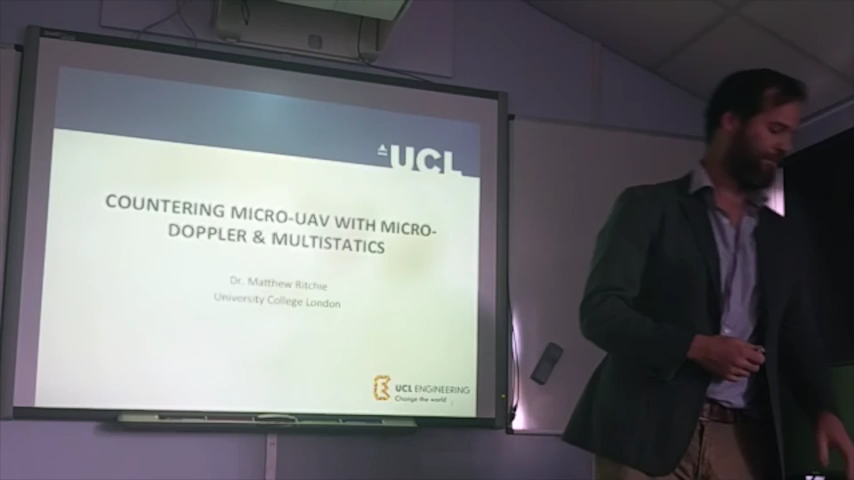 UCL
COUNTERING MICRO-UAV WITH MICRO-
DOPPLER & MULTISTATICS
Dr. Matthew Ritchie
University College London
UCL ENGINEERING
Change the world